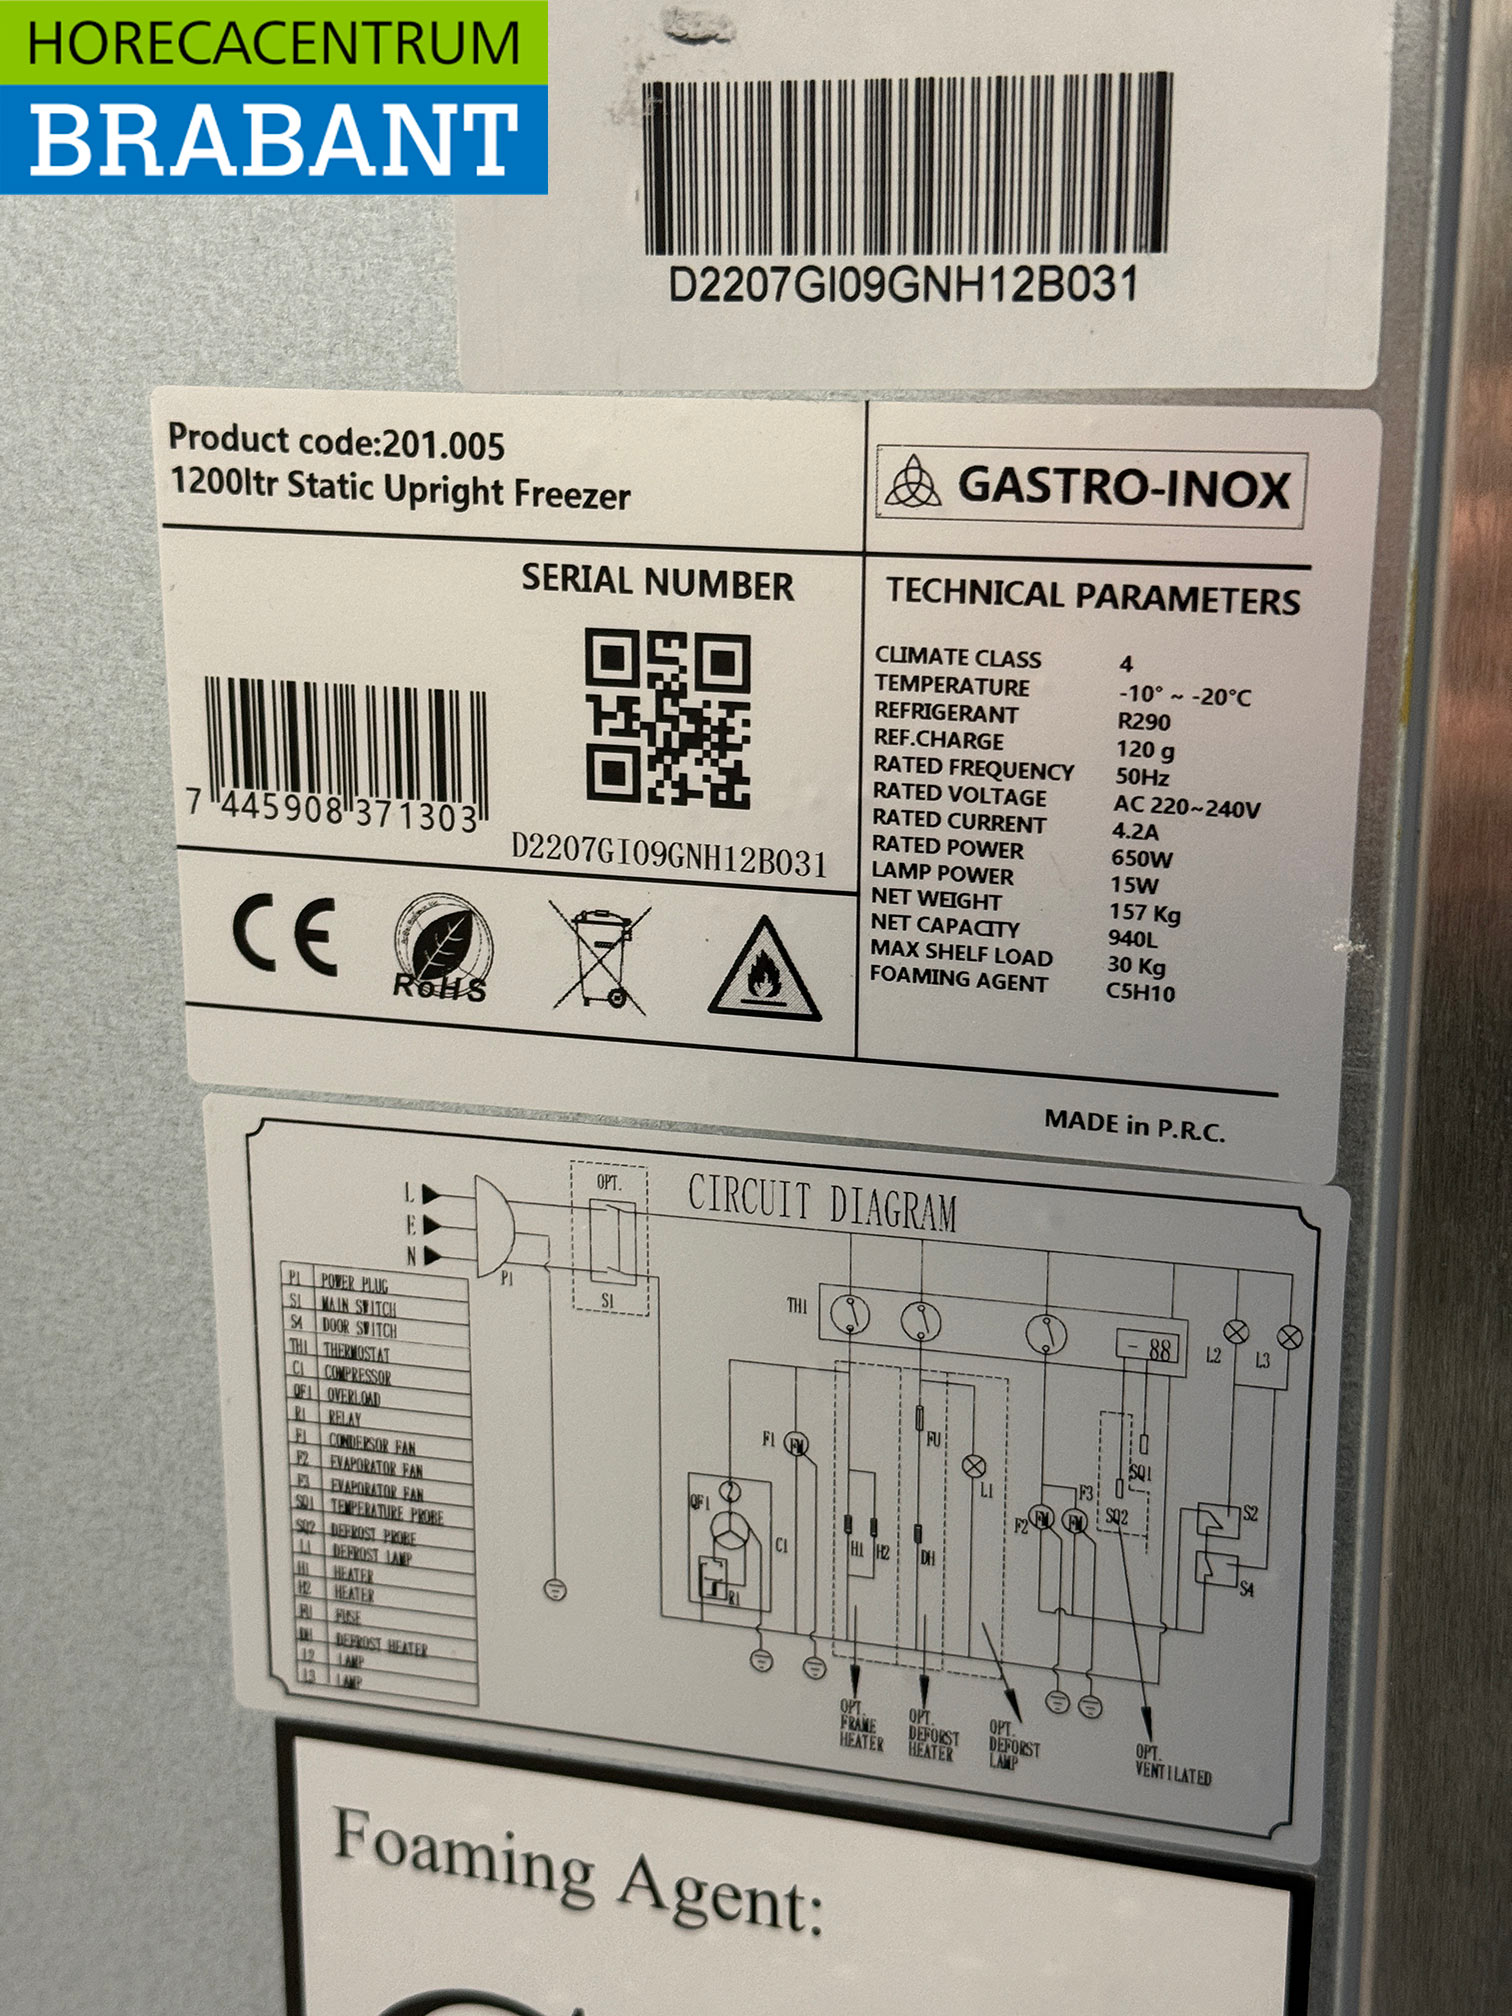 HORECACENTRUM
BRABANT
D2207GI09GNH12B031
Product code:201.005
1200ltr Static Upright Freezer
GASTRO-INOX
SERIAL NUMBER
7 445908 371303
D2207GI09GNH12B031
CE
RoHS
TECHNICAL PARAMETERS
CLIMATE CLASS 4
TEMPERATURE -10° ~ -20°C
REFRIGERANT R290
REF.CHARGE 120 g
RATED FREQUENCY 50Hz
RATED VOLTAGE AC 220~240V
RATED CURRENT 4.2A
RATED POWER 650W
LAMP POWER 15W
NET WEIGHT 157 Kg
NET CAPACITY 940L
MAX SHELF LOAD 30 Kg
FOAMING AGENT C5H10
MADE in P.R.C.
CIRCUIT DIAGRAM
L
E
N
P1
OPT.
S1
P1 POWER PLUG
S1 MAIN SWITCH
S4 DOOR SWITCH
TH1 THERMOSTAT
C1 COMPRESSOR
QF1 OVERLOAD
R1 RELAY
F1 CONDERSOR FAN
F2 EVAPORATOR FAN
F3 EVAPORATOR FAN
SQ1 TEMPERATURE PROBE
SQ2 DEFROST PROBE
L1 DEFROST LAMP
H1 HEATER
H2 HEATER
FU FUSE
DH DEFROST HEATER
L2 LAMP
L3 LAMP
TH1
-88
L2
L3
F1
FM
FU
L1
SQ1
QF1
C1
R1
H1
H2
DH
F2
FM
F3
FM
SQ2
S2
S4
OPT.
FRAME
HEATER
OPT.
DEFORST
HEATER
OPT.
DEFORST
LAMP
OPT.
VENTILATED
Foaming Agent: